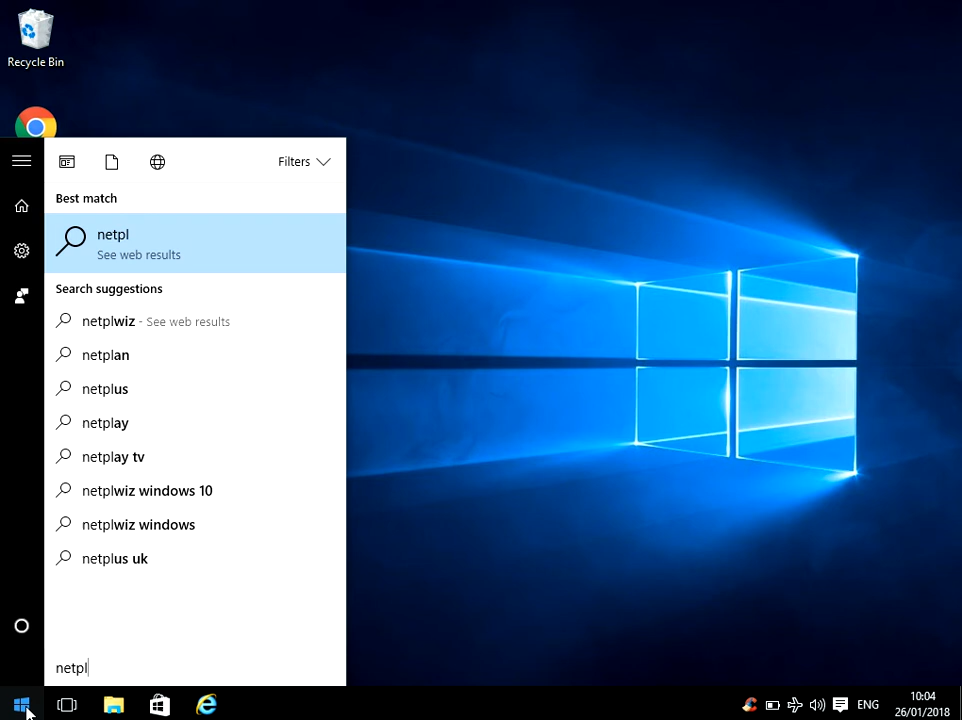 Recycle Bin
Filters
Best match
netpl
See web results
Search suggestions
netplwiz - See web results
netplan
netplus
netplay
netplay tv
netplwiz windows 10
netplwiz windows
netplus uk
netpl
ENG
10:04
26/01/2018